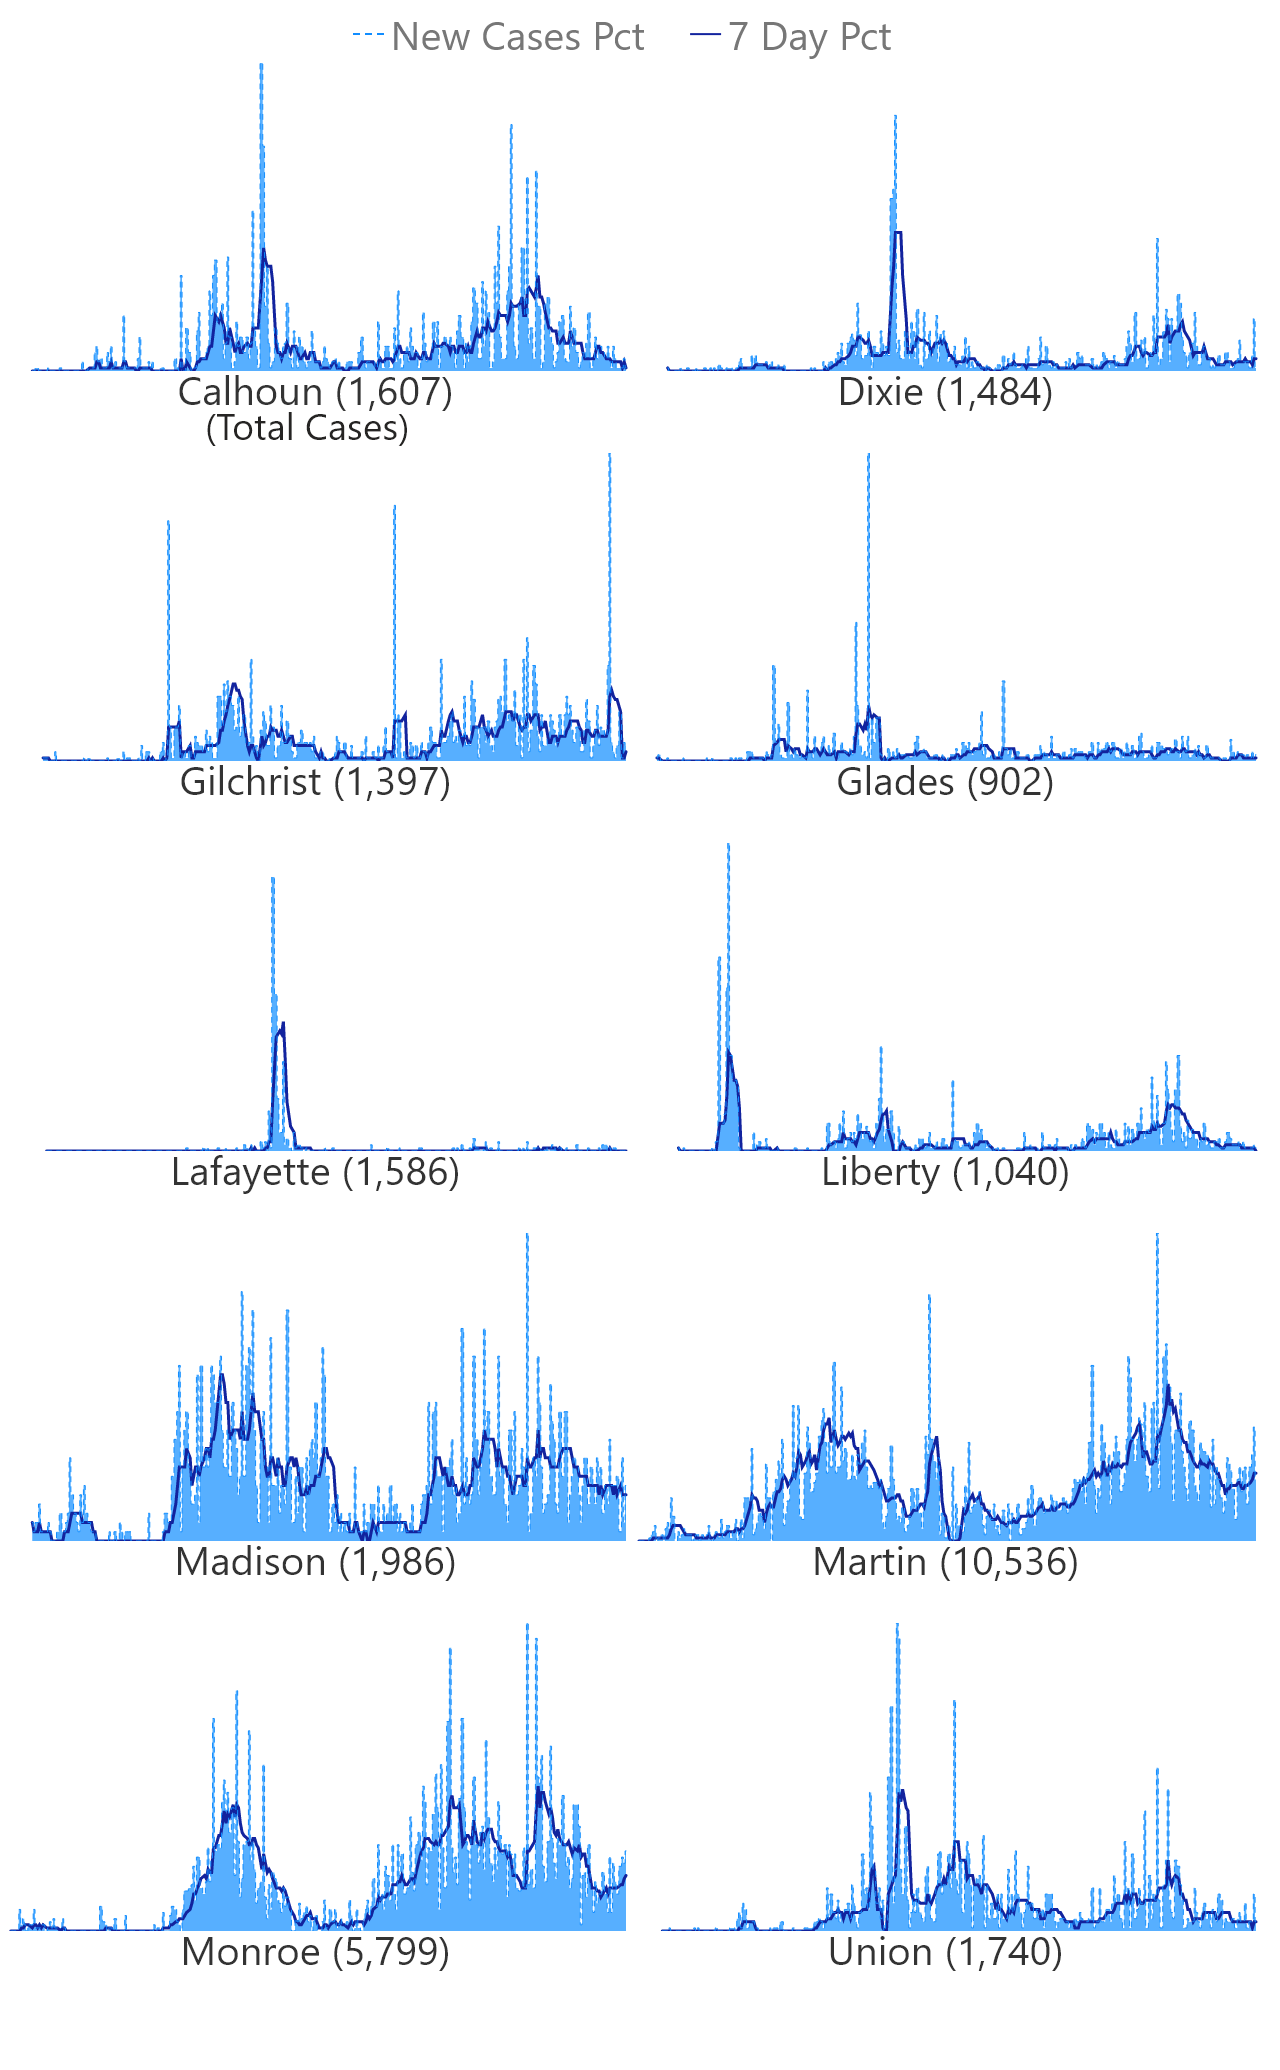 New Cases Pct 7 Day Pct
Calhoun (1,607) Dixie (1,484)
(Total Cases)
Gilchrist (1,397) Glades (902)
Lafayette (1,586) Liberty (1,040)
Madison (1,986) Martin (10,536)
Monroe (5,799) Union (1,740)